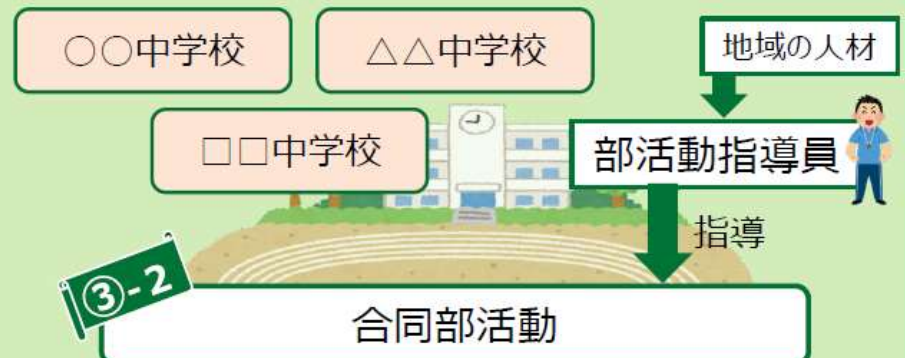 ○○中学校
△△中学校
地域の人材
□□中学校
部活動指導員
指導
③-2
合同部活動